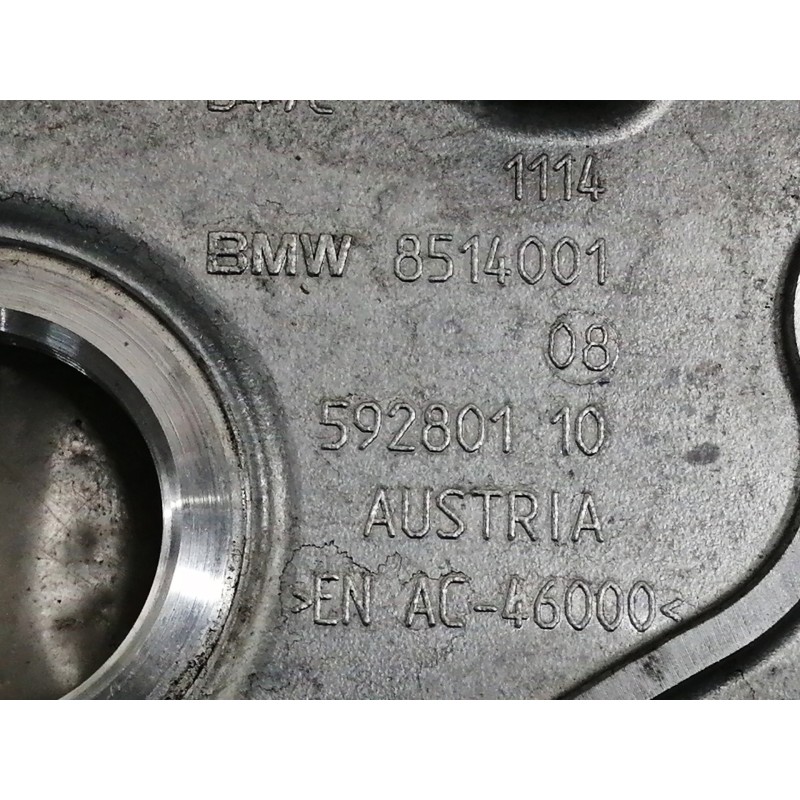 1114
BMW 8514001
08
592801 10
AUSTRIA
>EN AC-46000<